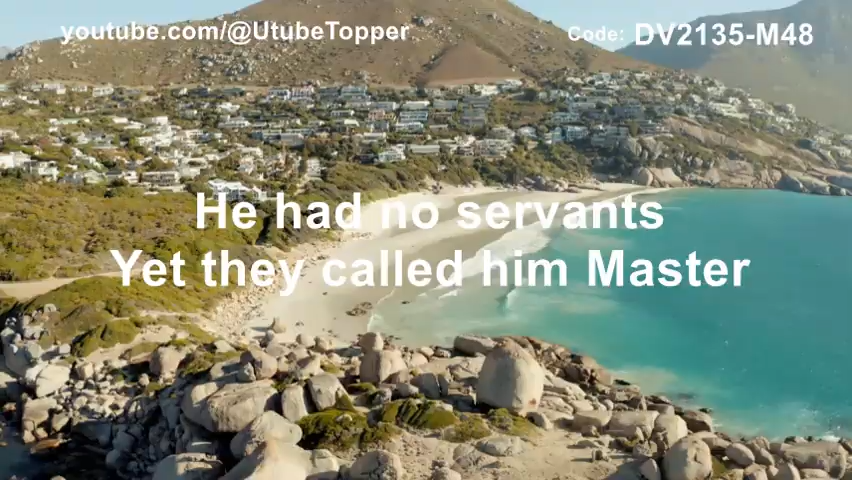 youtube.com/@UtubeTopper
Code: DV2135-M48
He had no servants
Yet they called him Master